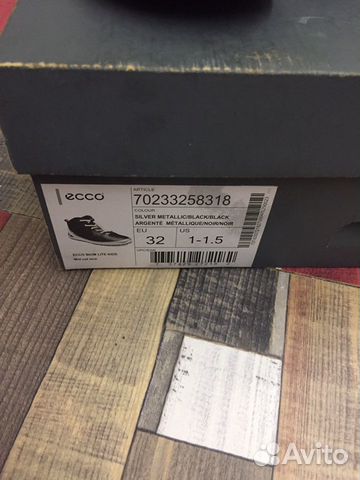 ecco
ARTICLE
70233258318
COLOUR
SILVER METALLIC/BLACK/BLACK
ARGENTÉ MÉTALLIQUE/NOIR/NOIR
EU US
32 1-1.5
Avito